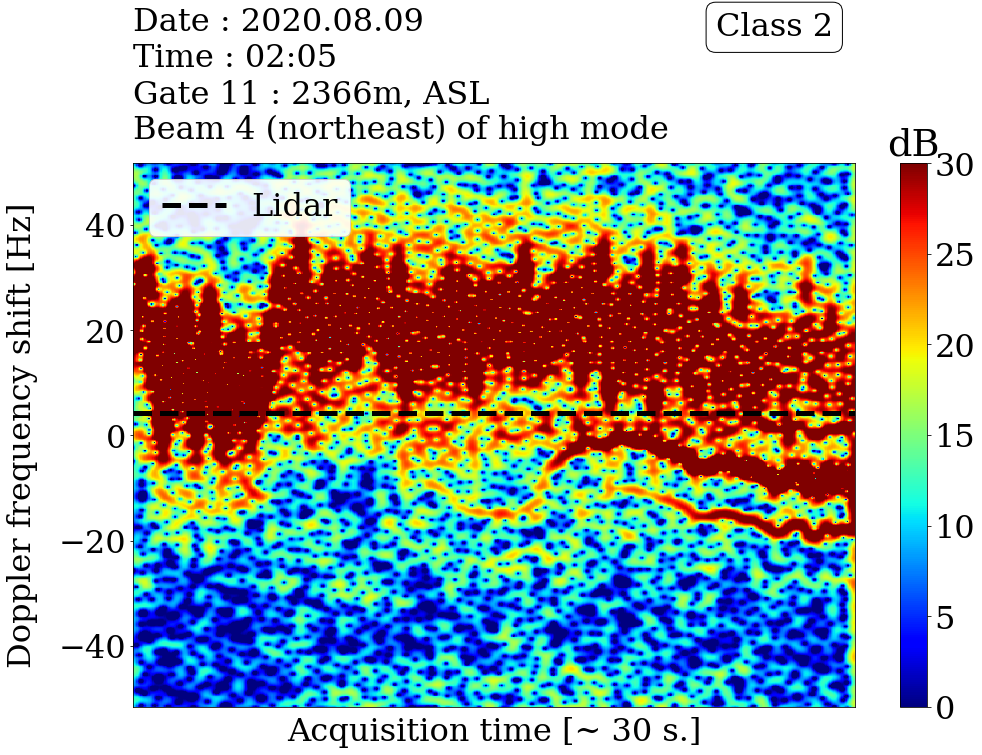 Date : 2020.08.09
Time : 02:05
Gate 11 : 2366m, ASL
Beam 4 (northeast) of high mode
Class 2
dB
Lidar
Doppler frequency shift [Hz]
40
20
0
−20
−40
30
25
20
15
10
5
0
Acquisition time [~ 30 s.]